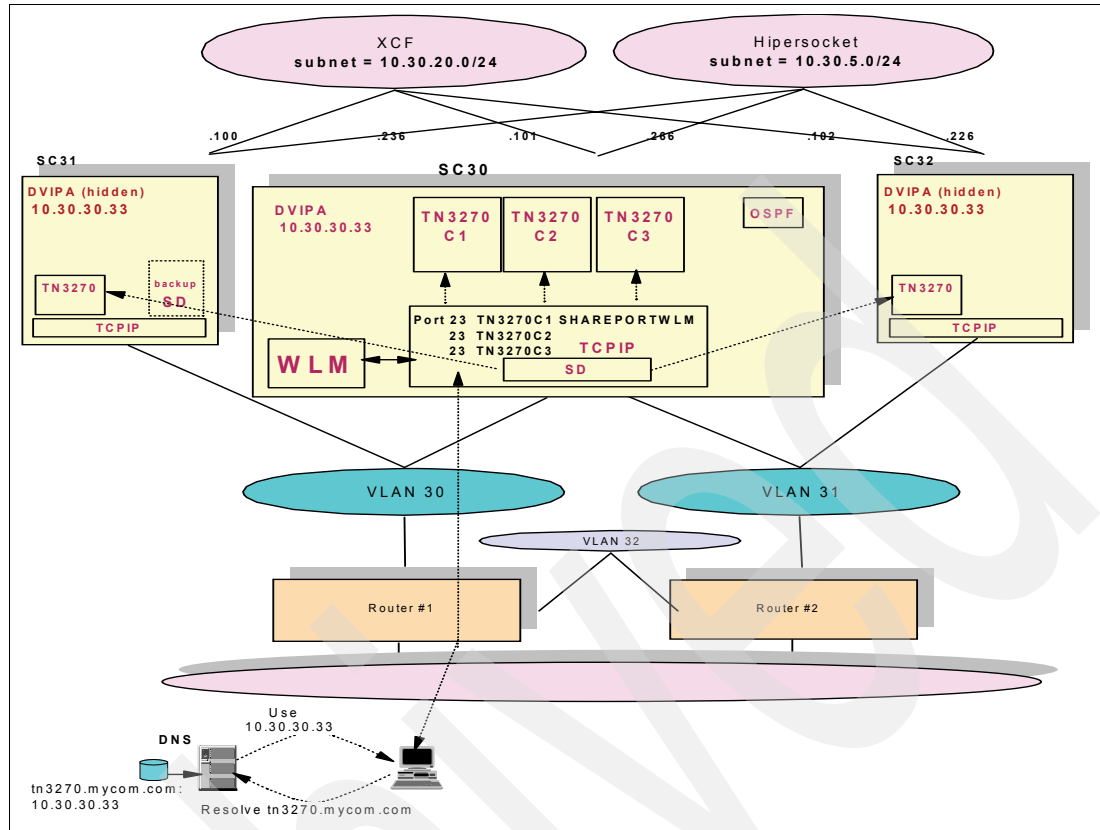 XCF
subnet = 10.30.20.0/24
Hipersocket
subnet = 10.30.5.0/24
.100
.236
.101
.266
.102
.226
SC31
DVIPA (hidden)
10.30.30.33
TN3270
backup
SD
TCPIP
SC30
DVIPA
10.30.30.33
TN3270
C1
TN3270
C2
TN3270
C3
OSPF
Port 23 TN3270C1 SHAREPORTWLM
23 TN3270C2
23 TN3270C3
TCPIP
SD
WLM
SC32
DVIPA (hidden)
10.30.30.33
TN3270
TCPIP
VLAN 30
VLAN 31
VLAN 32
Router #1
Router #2
Use
10.30.30.33
DNS
tn3270.mycom.com:
10.30.30.33
Resolve tn3270.mycom.com